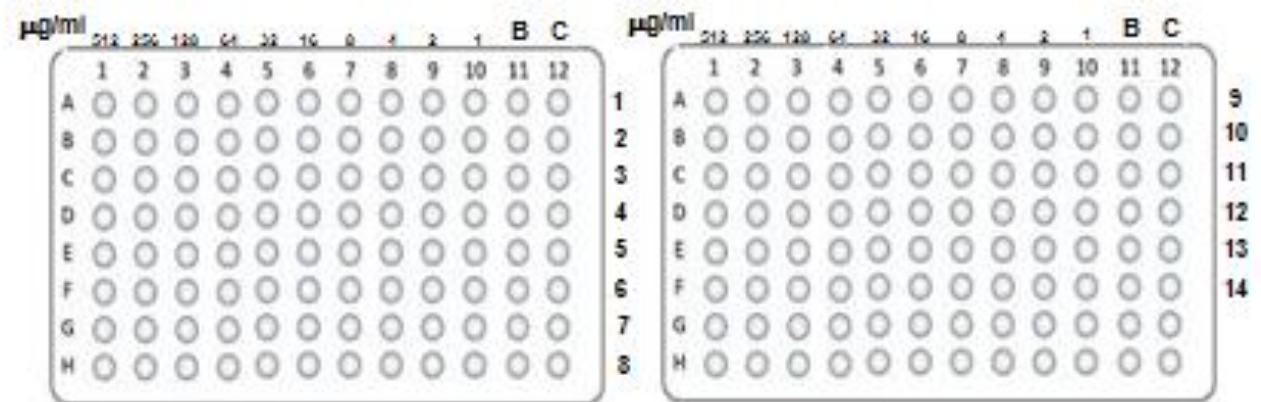 µg/ml 512 256 128 64 32 16 8 4 2 1 B C
1 2 3 4 5 6 7 8 9 10 11 12
A 1
B 2
C 3
D 4
E 5
F 6
G 7
H 8
µg/ml 512 256 128 64 32 16 8 4 2 1 B C
1 2 3 4 5 6 7 8 9 10 11 12
A 9
B 10
C 11
D 12
E 13
F 14
G
H